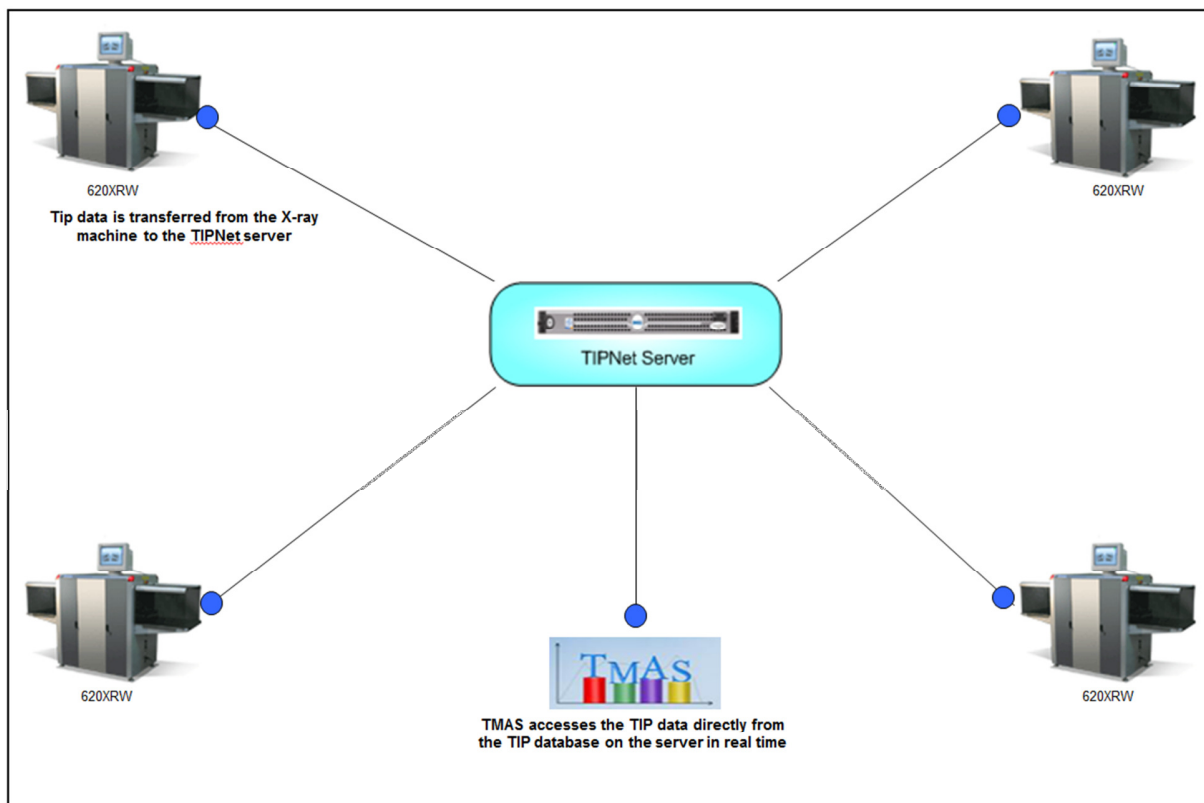 620XRW
Tip data is transferred from the X-ray
machine to the TIPNet server
620XRW
TIPNet Server
620XRW
TMAS
TMAS accesses the TIP data directly from
the TIP database on the server in real time
620XRW